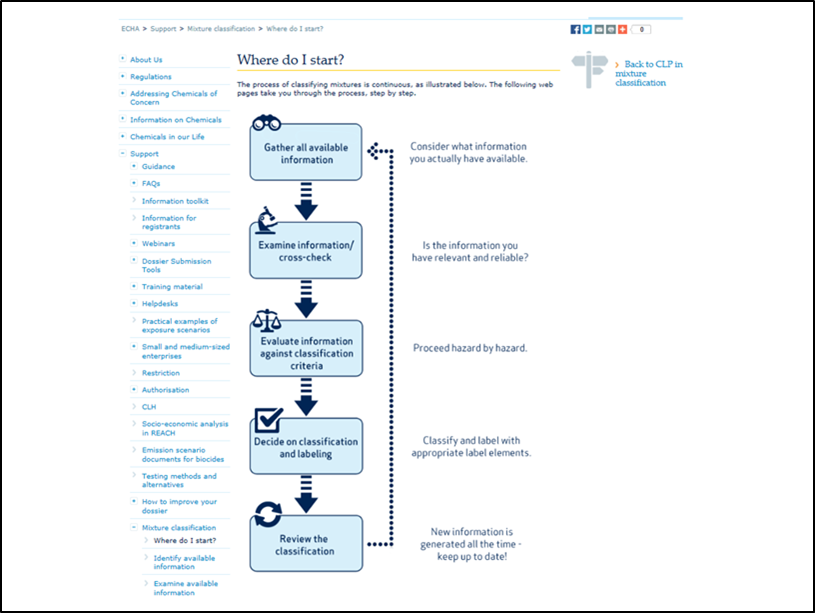 ECHA > Support > Mixture classification > Where do I start?
0
About Us
Regulations
Addressing Chemicals of
Concern
Information on Chemicals
Chemicals in our Life
Support
Guidance
FAQs
Information toolkit
Information for
registrants
Webinars
Dossier Submission
Tools
Training material
Helpdesks
Practical examples of
exposure scenarios
Small and medium-sized
enterprises
Restriction
Authorisation
CLH
Socio-economic analysis
in REACH
Emission scenario
documents for biocides
Testing methods and
alternatives
How to improve your
dossier
Mixture classification
Where do I start?
Identify available
information
Examine available
information
Where do I start?
The process of classifying mixtures is continuous, as illustrated below. The following web
pages take you through the process, step by step.
Gather all available
information
Consider what information
you actually have available.
Examine information/
cross-check
Is the information you
have relevant and reliable?
Evaluate information
against classification
criteria
Proceed hazard by hazard.
Decide on classification
and labeling
Classify and label with
appropriate label elements.
Review the
classification
New information is
generated all the time -
keep up to date!
Back to CLP in
mixture
classification